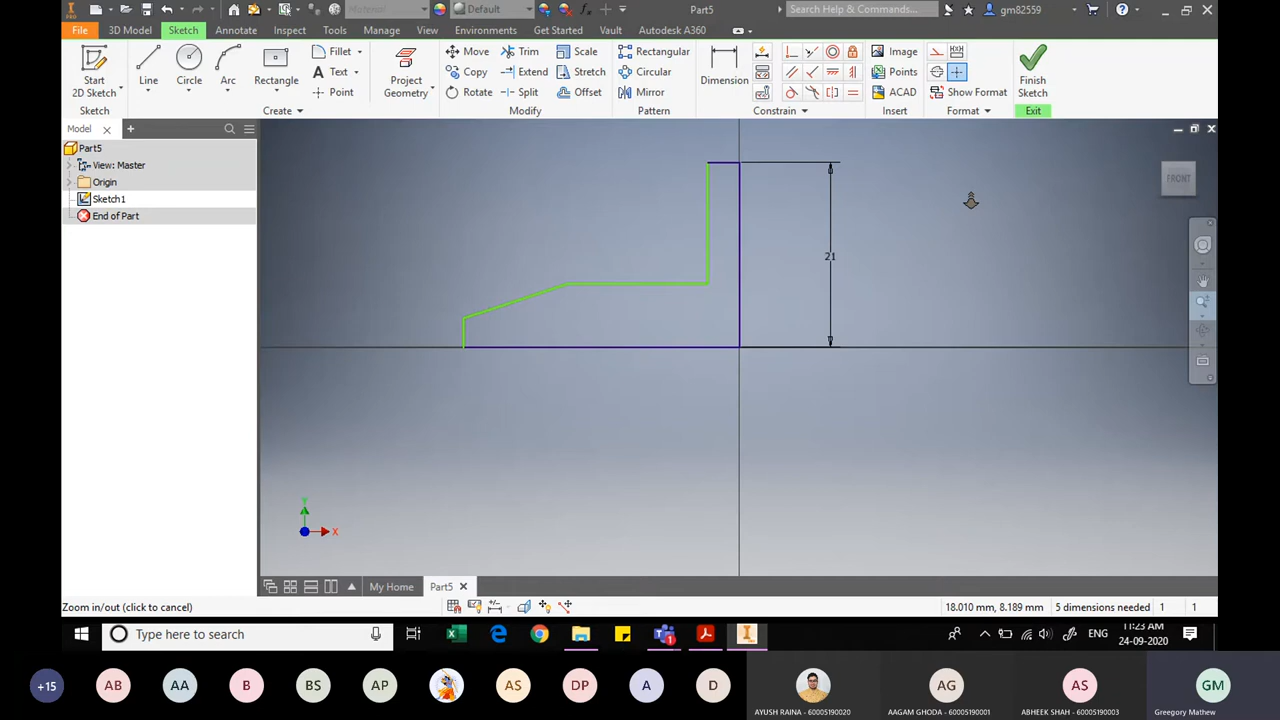 Material
Default
Part5
Search Help & Commands...
gm82559
PRO
File
3D Model
Sketch
Annotate
Inspect
Tools
Manage
View
Environments
Get Started
Vault
Autodesk A360
Start
2D Sketch
Line
Circle
Arc
Rectangle
Fillet
Text
Point
Project
Geometry
Move
Copy
Rotate
Trim
Extend
Split
Scale
Stretch
Offset
Rectangular
Circular
Mirror
Dimension
Image
Points
ACAD
Show Format
Finish
Sketch
Sketch
Create
Modify
Pattern
Constrain
Insert
Format
Exit
Model
Part5
View: Master
Origin
Sketch1
End of Part
21
FRONT
Y
X
My Home
Part5
Zoom in/out (click to cancel)
18.010 mm, 8.189 mm
5 dimensions needed
1
1
Type here to search
1
ENG
11:23 AM
24-09-2020
+15
AB
AA
B
BS
AP
AS
DP
A
D
AG
AS
GM
AYUSH RAINA - 60005190020
AAGAM GHODA - 60005190001
ABHEEK SHAH - 60005190003
Greegory Mathew